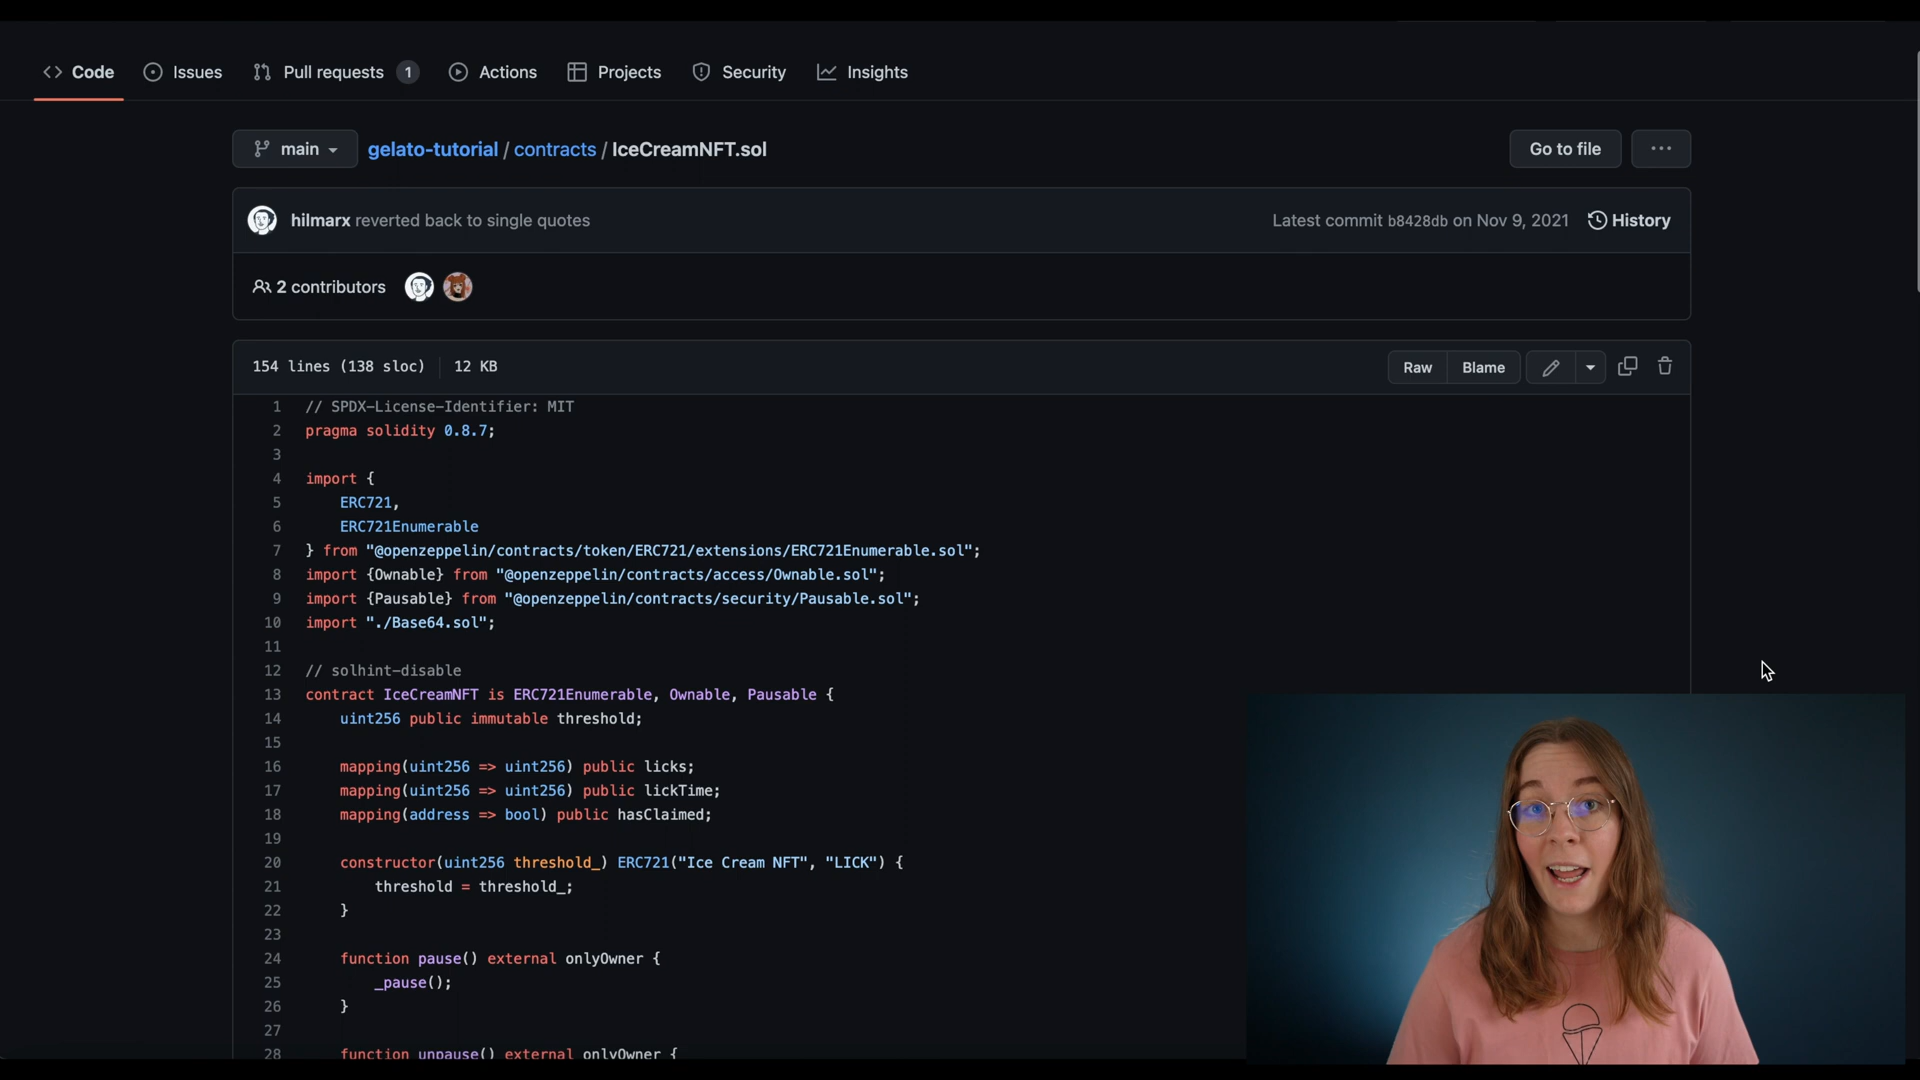 Code Issues Pull requests 1 Actions Projects Security Insights
main gelato-tutorial / contracts / IceCreamNFT.sol Go to file ...
hilmarx reverted back to single quotes Latest commit b8428db on Nov 9, 2021 History
2 contributors
154 lines (138 sloc) 12 KB Raw Blame
1 // SPDX-License-Identifier: MIT
2 pragma solidity 0.8.7;
3
4 import {
5 ERC721,
6 ERC721Enumerable
7 } from "@openzeppelin/contracts/token/ERC721/extensions/ERC721Enumerable.sol";
8 import {Ownable} from "@openzeppelin/contracts/access/Ownable.sol";
9 import {Pausable} from "@openzeppelin/contracts/security/Pausable.sol";
10 import "./Base64.sol";
11
12 // solhint-disable
13 contract IceCreamNFT is ERC721Enumerable, Ownable, Pausable {
14 uint256 public immutable threshold;
15
16 mapping(uint256 => uint256) public licks;
17 mapping(uint256 => uint256) public lickTime;
18 mapping(address => bool) public hasClaimed;
19
20 constructor(uint256 threshold_) ERC721("Ice Cream NFT", "LICK") {
21 threshold = threshold_;
22 }
23
24 function pause() external onlyOwner {
25 _pause();
26 }
27
28 function unpause() external onlyOwner {